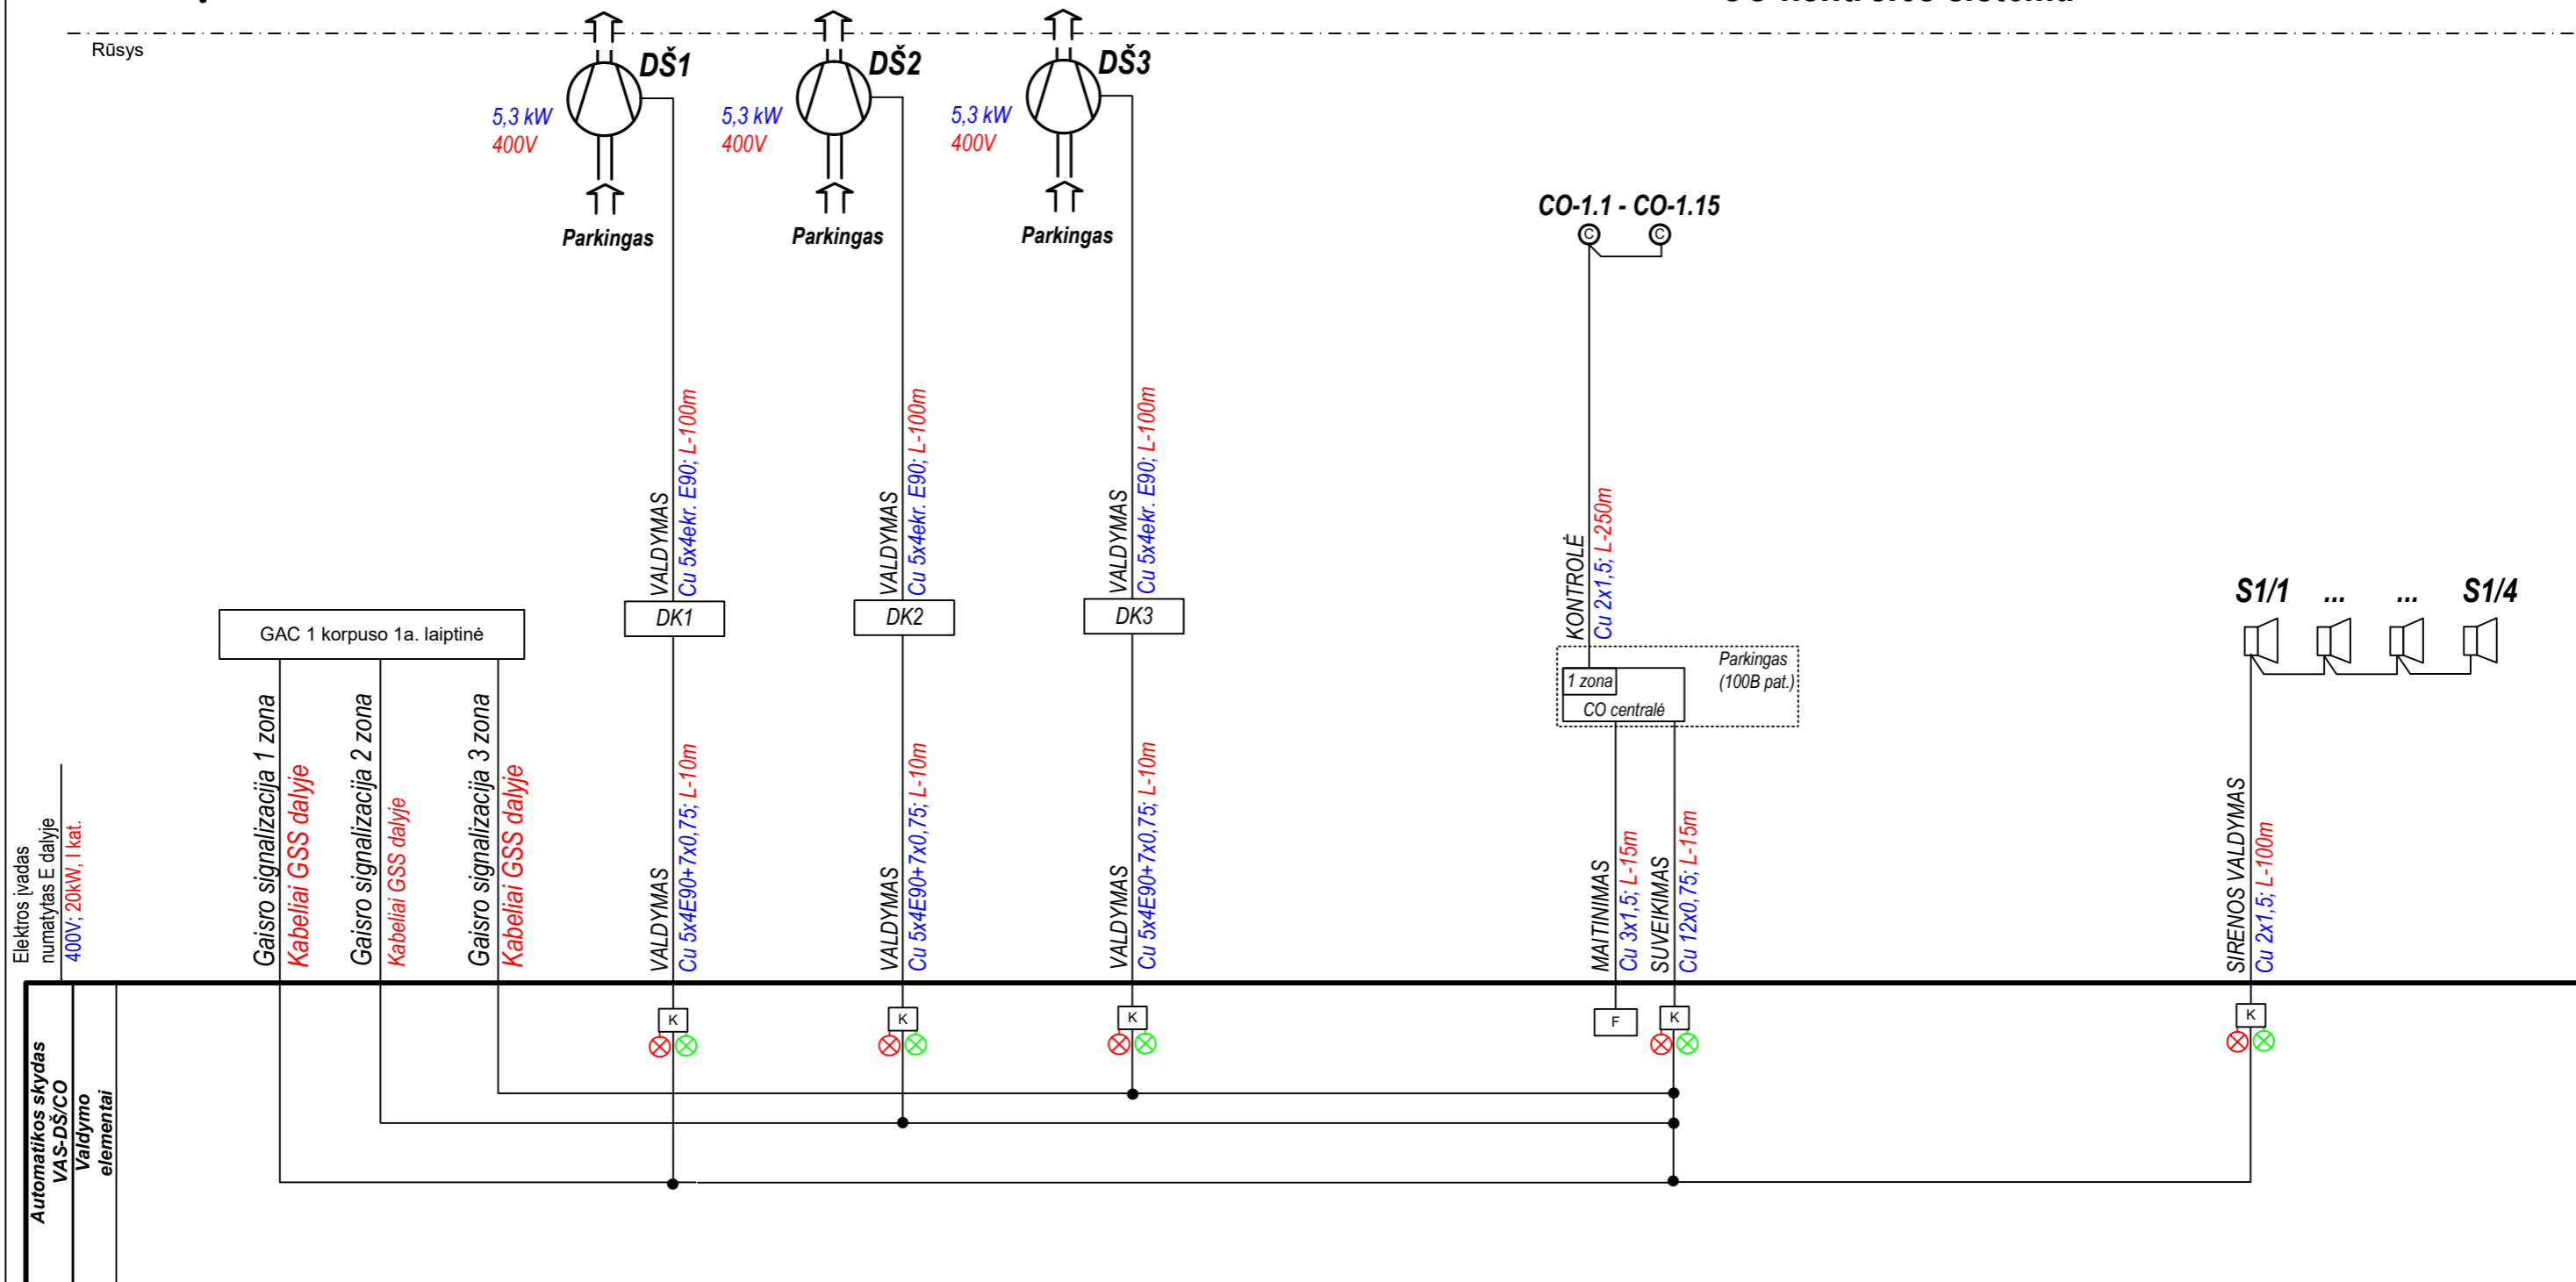 Rūsys
DŠ1
5,3 kW
400V
Parkingas
DŠ2
5,3 kW
400V
Parkingas
DŠ3
5,3 kW
400V
Parkingas
CO-1.1 - CO-1.15
C
C
VALDYMAS
Cu 5x4ekr. E90; L-100m
VALDYMAS
Cu 5x4ekr. E90; L-100m
VALDYMAS
Cu 5x4ekr. E90; L-100m
KONTROLĖ
Cu 2x1,5; L-250m
S1/1
...
...
S1/4
GAC 1 korpuso 1a. laiptinė
DK1
DK2
DK3
1 zona
CO centralė
Parkingas
(100B pat.)
Elektros įvadas
numatytas E dalyje
400V; 20kW, I kat.
Gaisro signalizacija 1 zona
Kabeliai GSS dalyje
Gaisro signalizacija 2 zona
Kabeliai GSS dalyje
Gaisro signalizacija 3 zona
Kabeliai GSS dalyje
VALDYMAS
Cu 5x4E90+7x0,75; L-10m
VALDYMAS
Cu 5x4E90+7x0,75; L-10m
VALDYMAS
Cu 5x4E90+7x0,75; L-10m
MAITINIMAS
Cu 3x1,5; L-15m
SUVEIKIMAS
Cu 12x0,75; L-15m
SIRENOS VALDYMAS
Cu 2x1,5; L-100m
K
K
K
F
K
K
Automatikos skydas
VAS-DŠ/CO
Valdymo
elementai